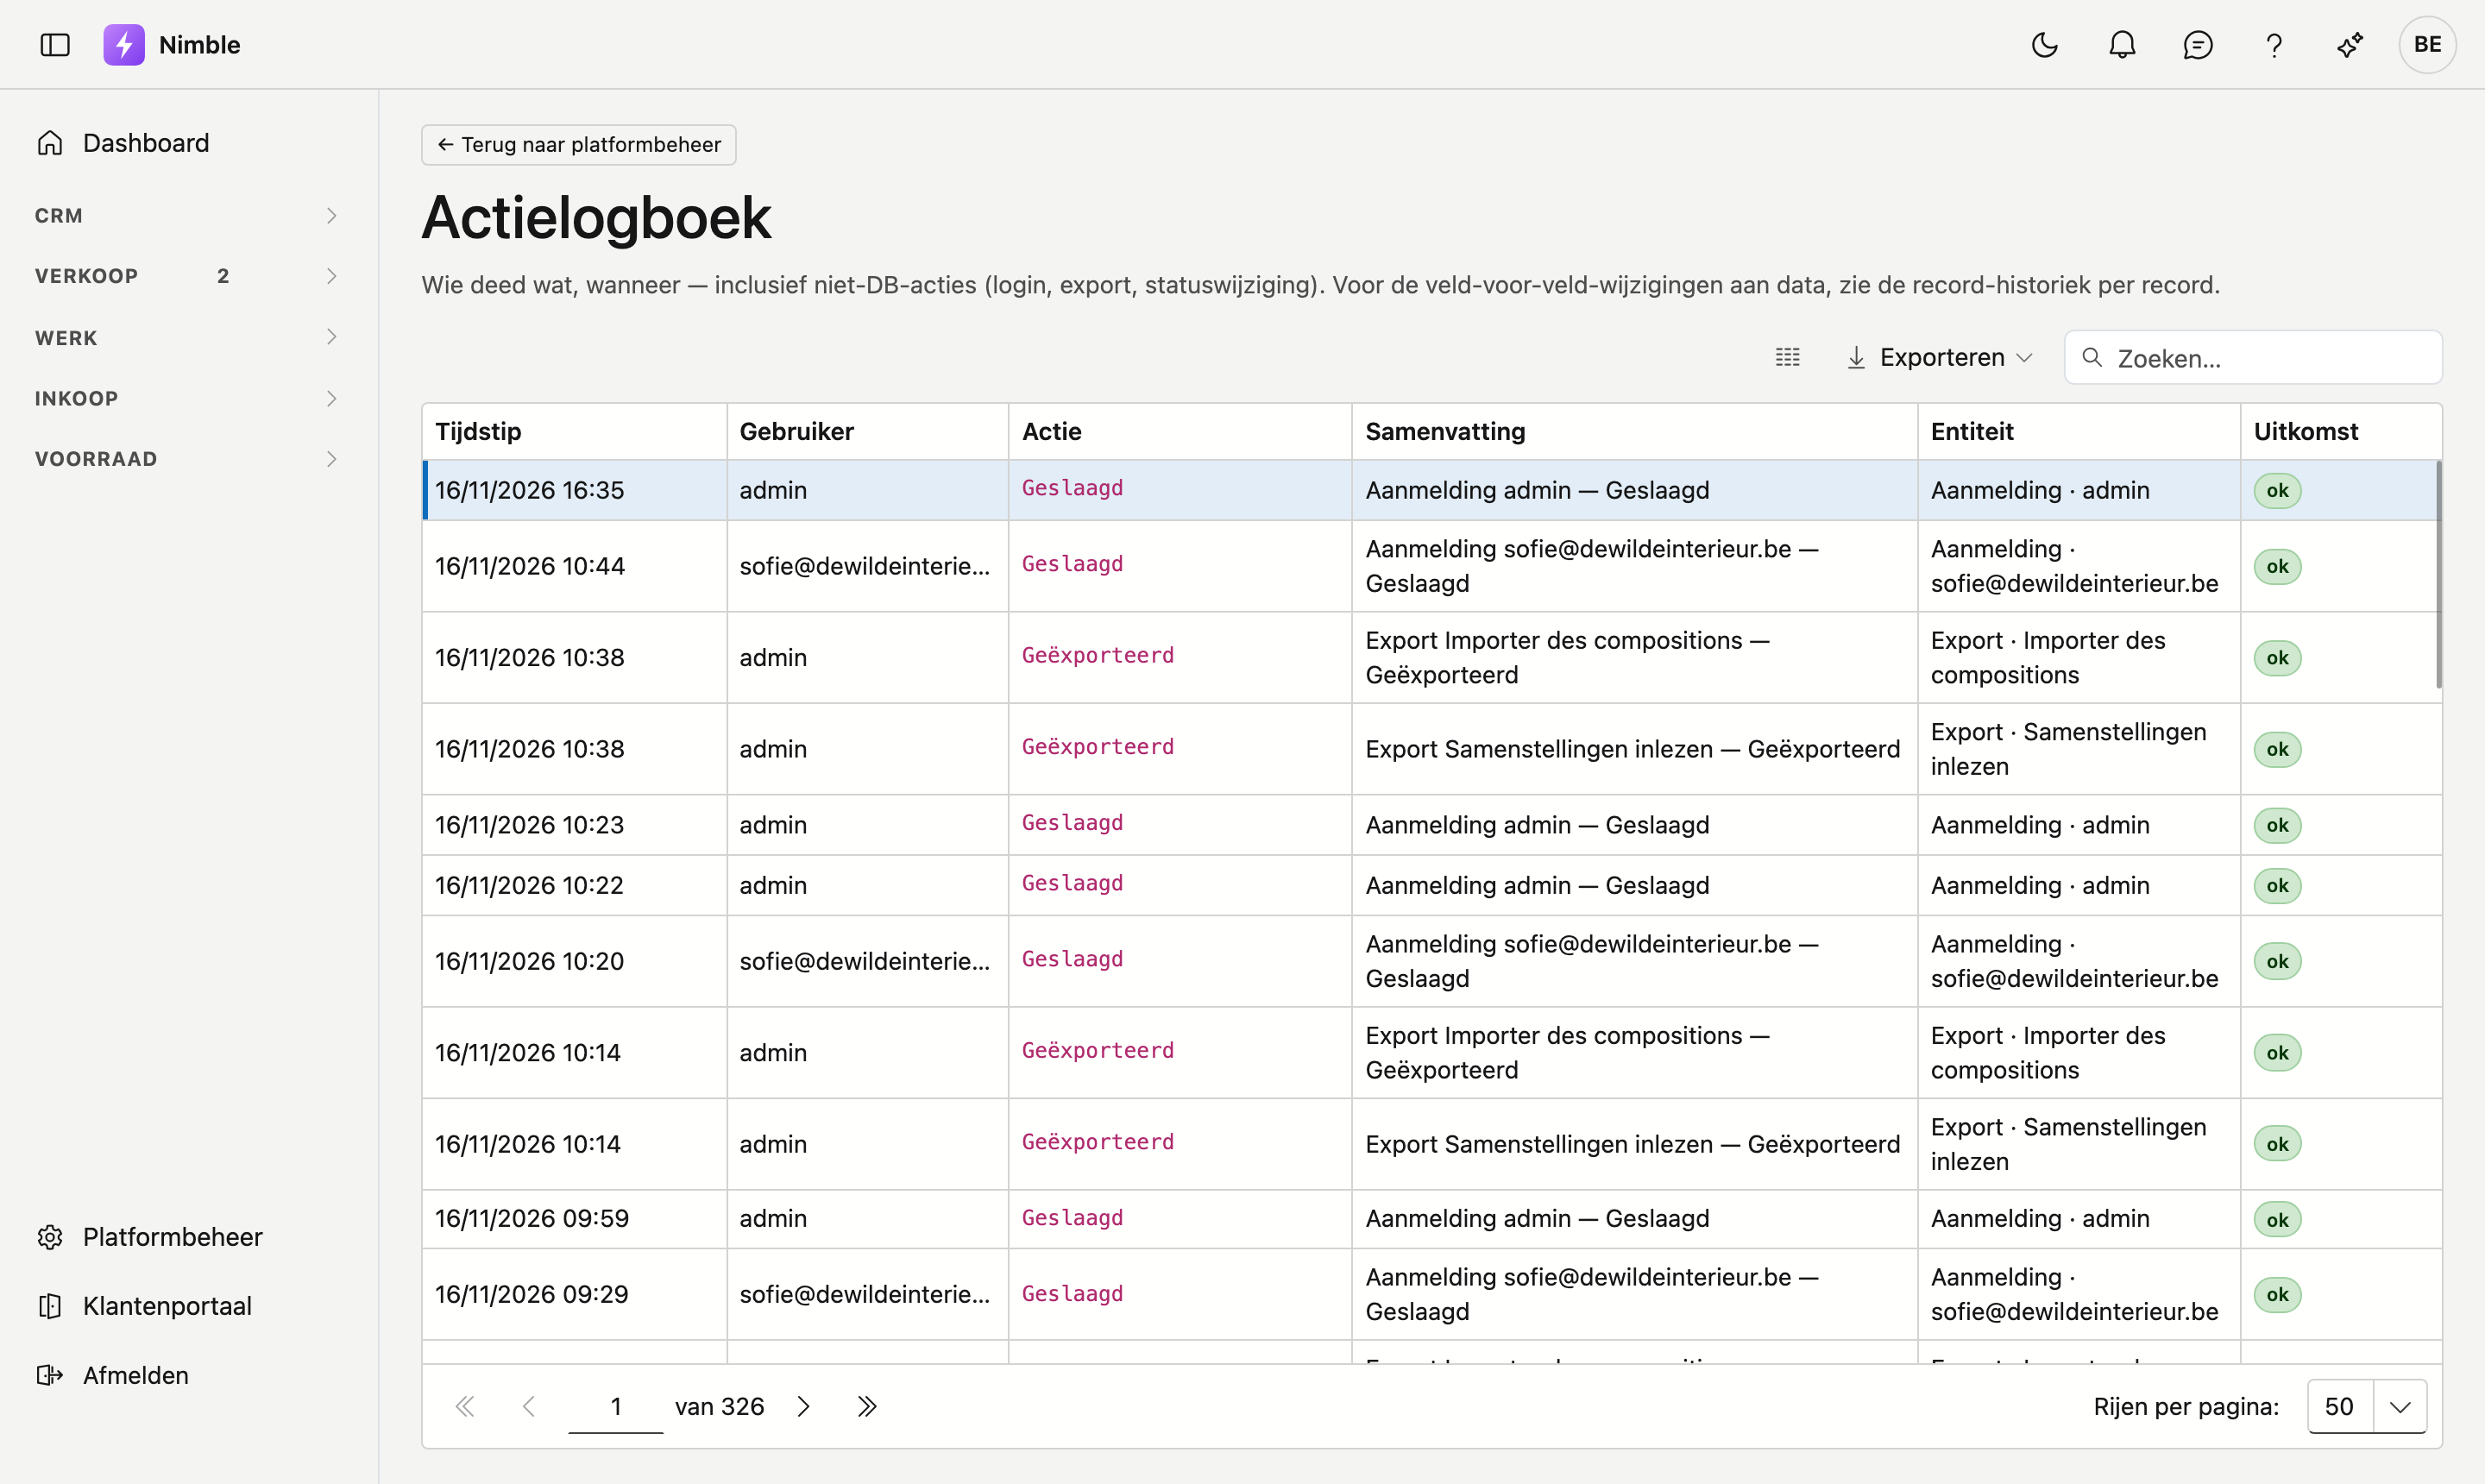 Nimble
BE
Dashboard
CRM
VERKOOP 2
WERK
INKOOP
VOORRAAD
Platformbeheer
Klantenportaal
Afmelden
← Terug naar platformbeheer
Actielogboek
Wie deed wat, wanneer — inclusief niet-DB-acties (login, export, statuswijziging). Voor de veld-voor-veld-wijzigingen aan data, zie de record-historiek per record.
Exporteren
Zoeken...
Tijdstip Gebruiker Actie Samenvatting Entiteit Uitkomst
16/11/2026 16:35 admin Geslaagd Aanmelding admin — Geslaagd Aanmelding · admin ok
16/11/2026 10:44 sofie@dewildeinterie... Geslaagd Aanmelding sofie@dewildeinterieur.be — Geslaagd Aanmelding · sofie@dewildeinterieur.be ok
16/11/2026 10:38 admin Geëxporteerd Export Importer des compositions — Geëxporteerd Export · Importer des compositions ok
16/11/2026 10:38 admin Geëxporteerd Export Samenstellingen inlezen — Geëxporteerd Export · Samenstellingen inlezen ok
16/11/2026 10:23 admin Geslaagd Aanmelding admin — Geslaagd Aanmelding · admin ok
16/11/2026 10:22 admin Geslaagd Aanmelding admin — Geslaagd Aanmelding · admin ok
16/11/2026 10:20 sofie@dewildeinterie... Geslaagd Aanmelding sofie@dewildeinterieur.be — Geslaagd Aanmelding · sofie@dewildeinterieur.be ok
16/11/2026 10:14 admin Geëxporteerd Export Importer des compositions — Geëxporteerd Export · Importer des compositions ok
16/11/2026 10:14 admin Geëxporteerd Export Samenstellingen inlezen — Geëxporteerd Export · Samenstellingen inlezen ok
16/11/2026 09:59 admin Geslaagd Aanmelding admin — Geslaagd Aanmelding · admin ok
16/11/2026 09:29 sofie@dewildeinterie... Geslaagd Aanmelding sofie@dewildeinterieur.be — Geslaagd Aanmelding · sofie@dewildeinterieur.be ok
1 van 326
Rijen per pagina: 50